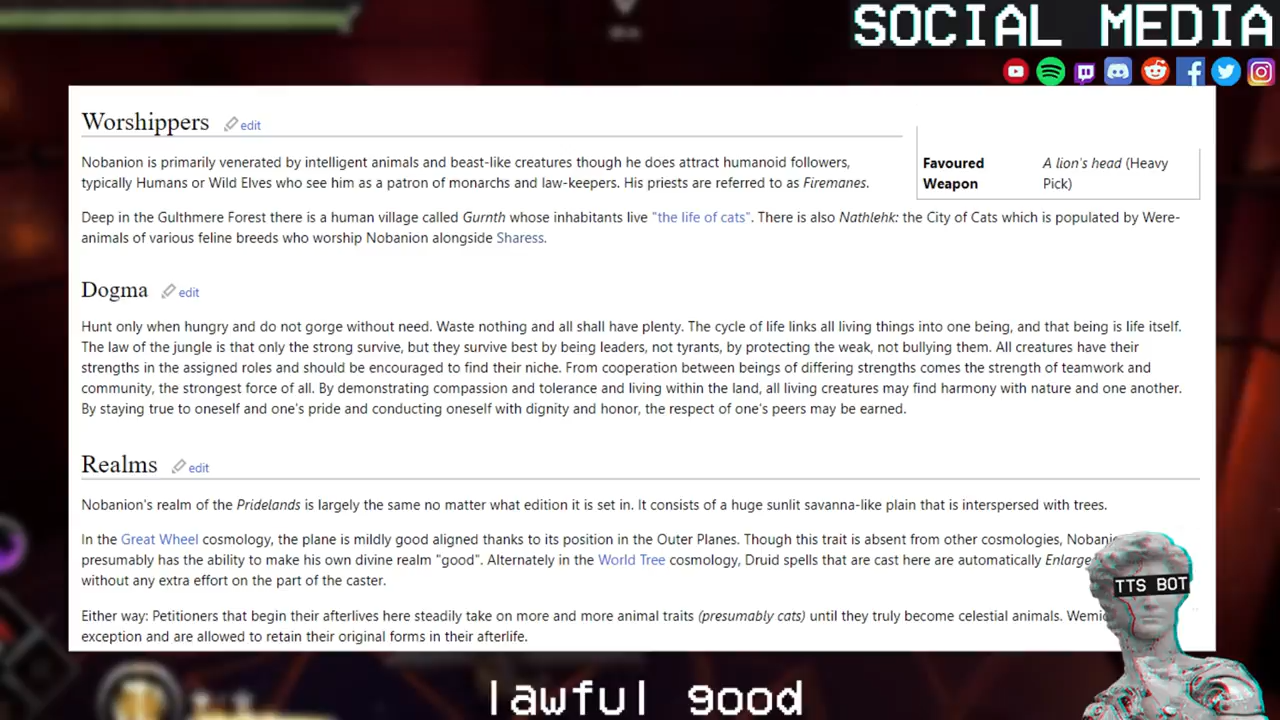 SOCIAL MEDIA
Worshippers edit
Nobanion is primarily venerated by intelligent animals and beast-like creatures though he does attract humanoid followers,
typically Humans or Wild Elves who see him as a patron of monarchs and law-keepers. His priests are referred to as Firemanes.
Favoured Weapon
A lion's head (Heavy Pick)
Deep in the Gulthmere Forest there is a human village called Gurnth whose inhabitants live "the life of cats". There is also Nathlehk: the City of Cats which is populated by Were-
animals of various feline breeds who worship Nobanion alongside Sharess.
Dogma edit
Hunt only when hungry and do not gorge without need. Waste nothing and all shall have plenty. The cycle of life links all living things into one being, and that being is life itself.
The law of the jungle is that only the strong survive, but they survive best by being leaders, not tyrants, by protecting the weak, not bullying them. All creatures have their
strengths in the assigned roles and should be encouraged to find their niche. From cooperation between beings of differing strengths comes the strength of teamwork and
community, the strongest force of all. By demonstrating compassion and tolerance and living within the land, all living creatures may find harmony with nature and one another.
By staying true to oneself and one's pride and conducting oneself with dignity and honor, the respect of one's peers may be earned.
Realms edit
Nobanion's realm of the Pridelands is largely the same no matter what edition it is set in. It consists of a huge sunlit savanna-like plain that is interspersed with trees.
In the Great Wheel cosmology, the plane is mildly good aligned thanks to its position in the Outer Planes. Though this trait is absent from other cosmologies,
presumably has the ability to make his own divine realm "good". Alternately in the World Tree cosmology, Druid spells that are cast here are automatically
without any extra effort on the part of the caster.
Either way: Petitioners that begin their afterlives here steadily take on more and more animal traits (presumably cats) until they truly become celestial animals.
exception and are allowed to retain their original forms in their afterlife.
TTS BOT
lawful good